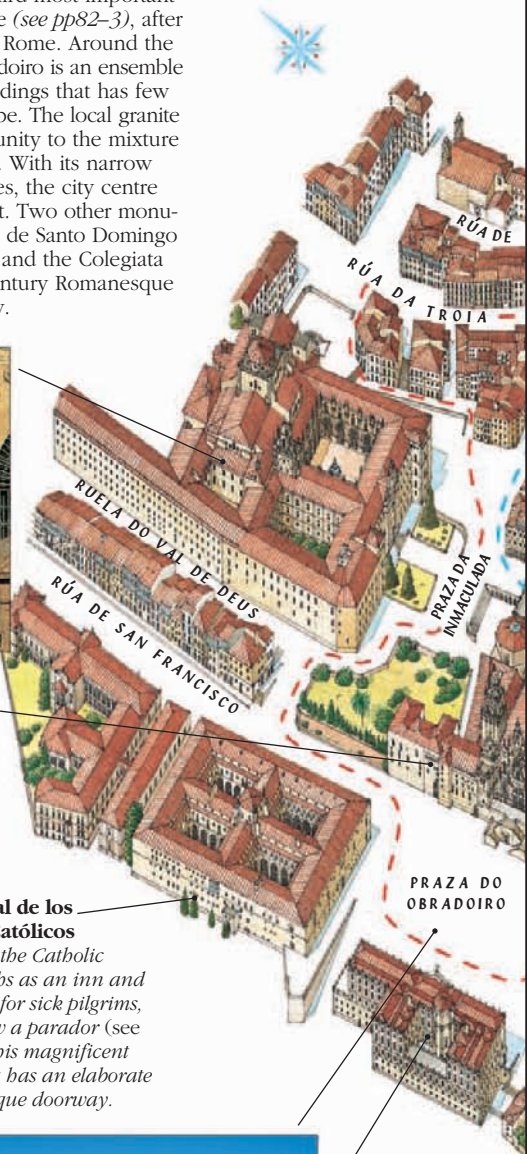 ird most important
e (see pp82–3), after
Rome. Around the
doiro is an ensemble
dings that has few
pe. The local granite
unity to the mixture
. With its narrow
es, the city centre
t. Two other monu-
de Santo Domingo
and the Colegiata
ntury Romanesque
y.
RÚA DE
RÚA DA TROIA
RUELA DO VAL DE DEUS
PRAZA DA
INMACULADA
RÚA DE SAN FRANCISCO
PRAZA DO
OBRADOIRO
al de los
atólicos
the Catholic
hs as an inn and
for sick pilgrims,
w a parador (see
his magnificent
has an elaborate
que doorway.